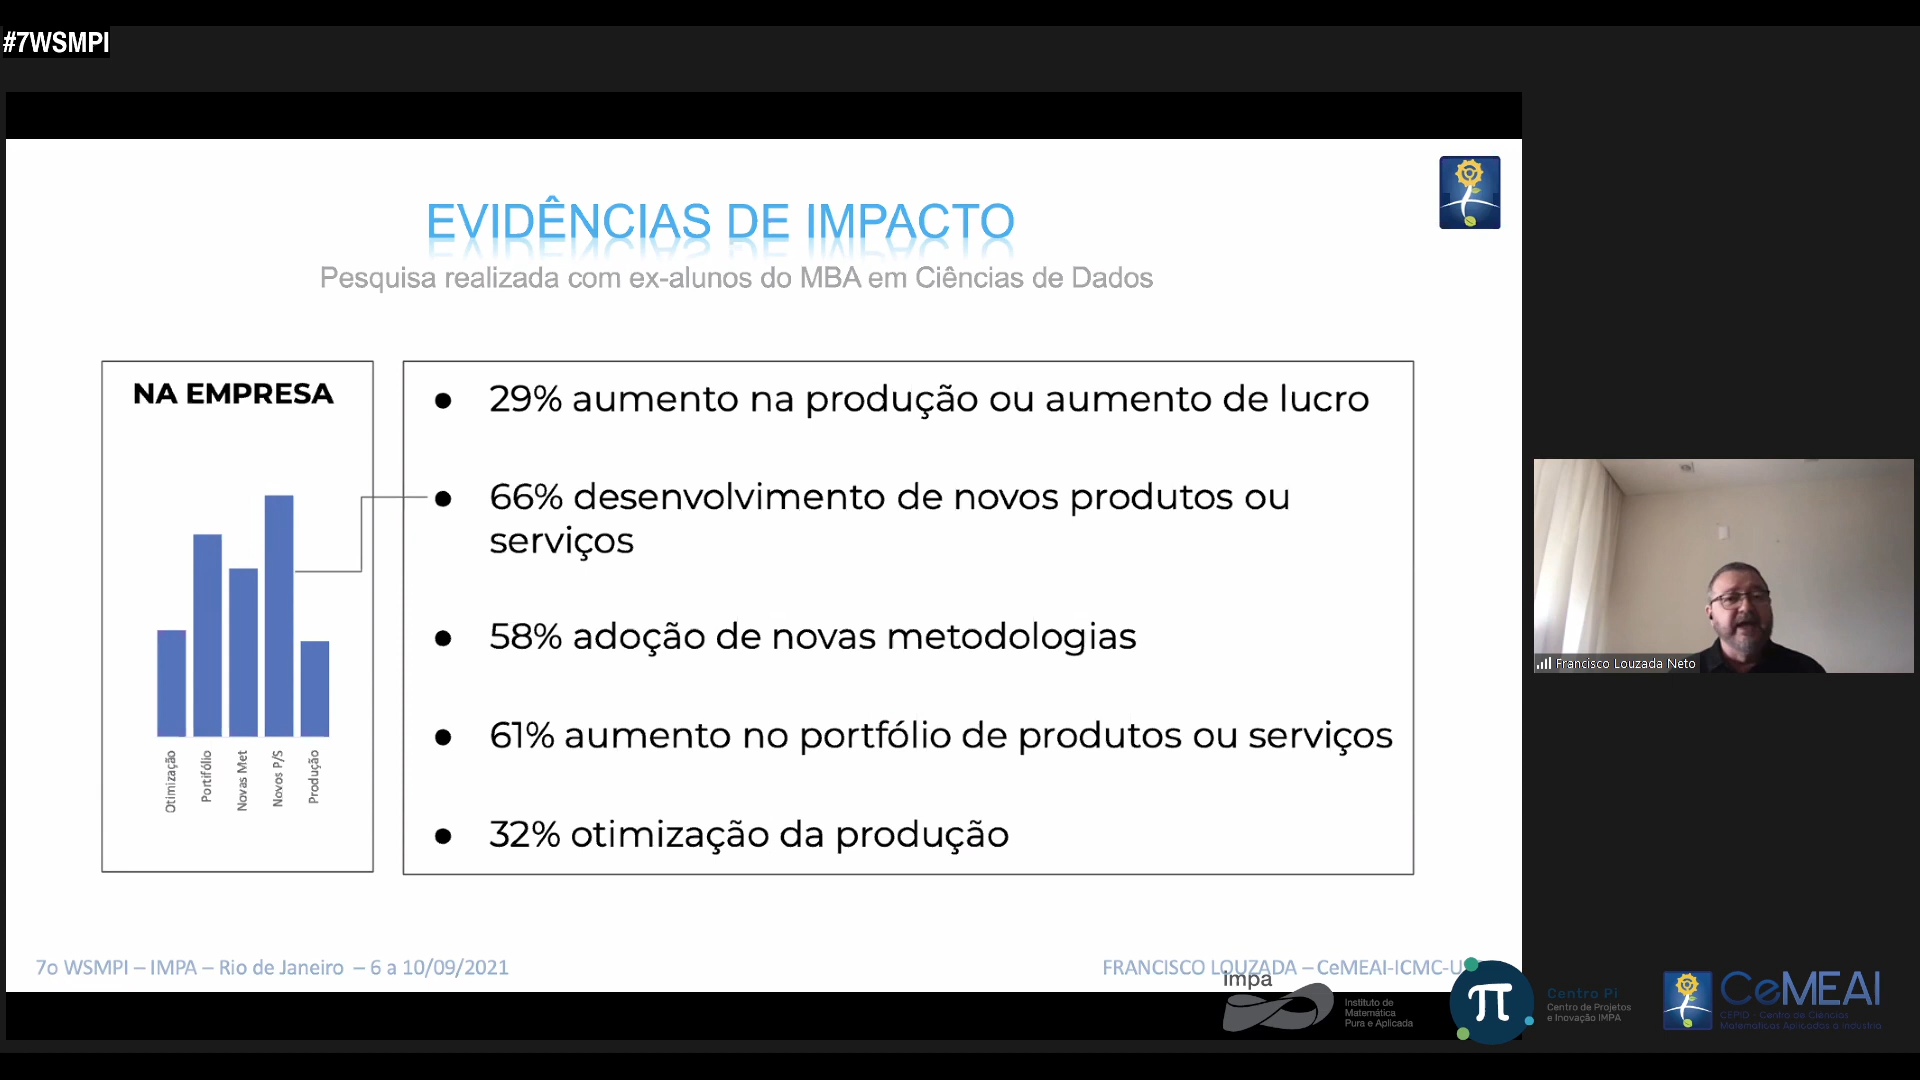 #7WSMPI
EVIDÊNCIAS DE IMPACTO
Pesquisa realizada com ex-alunos do MBA em Ciências de Dados
NA EMPRESA
Otimização
Portifólio
Novas Met
Novos P/S
Produção
● 29% aumento na produção ou aumento de lucro
● 66% desenvolvimento de novos produtos ou
serviços
● 58% adoção de novas metodologias
● 61% aumento no portfólio de produtos ou serviços
● 32% otimização da produção
Francisco Louzada Neto
7o WSMPI – IMPA – Rio de Janeiro – 6 a 10/09/2021
FRANCISCO LOUZADA – CeMEAI-ICMC-U
impa
Instituto de
Matemática
Pura e Aplicada
π
Centro Pi
Centro de Projetos
e Inovação IMPA
CeMEAI
CEPID - Centro de Ciências
Matemáticas Aplicadas à Indústria